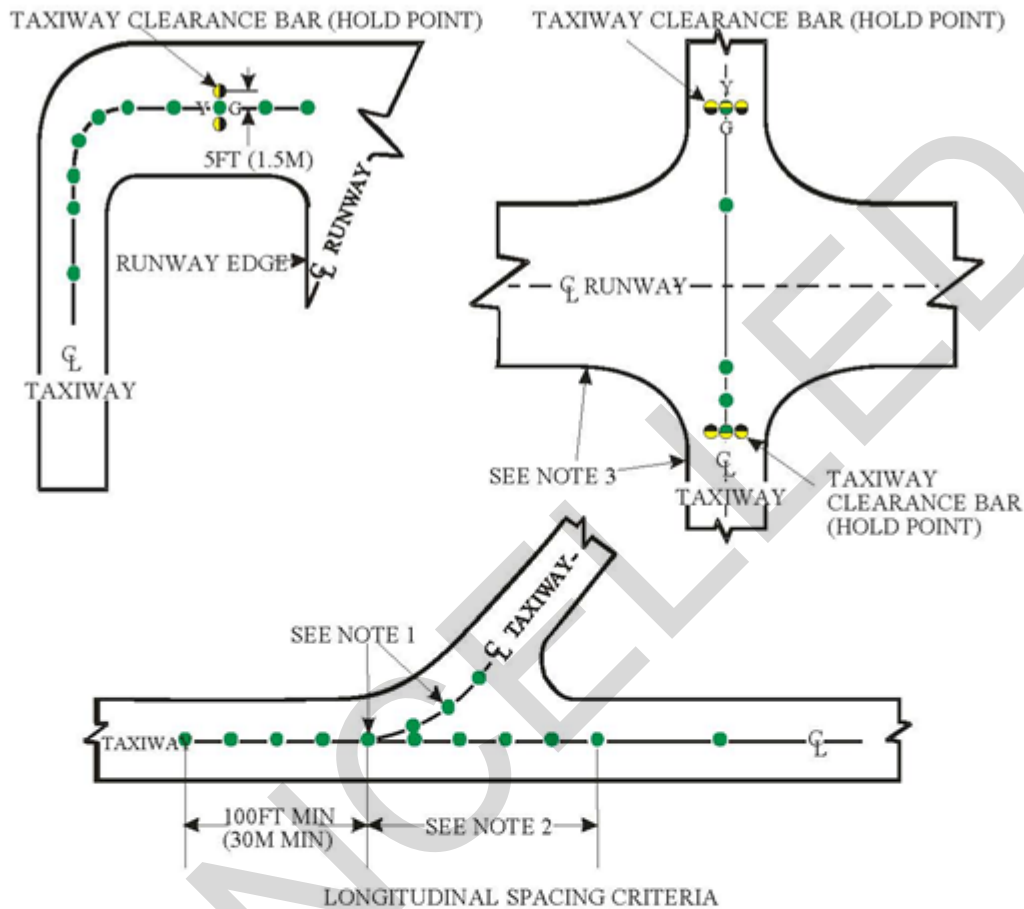 TAXIWAY CLEARANCE BAR (HOLD POINT)
Y
G
5FT (1.5M)
RUNWAY EDGE
℄ RUNWAY
℄
TAXIWAY
TAXIWAY CLEARANCE BAR (HOLD POINT)
Y
G
℄ RUNWAY
SEE NOTE 3
℄
TAXIWAY
TAXIWAY
CLEARANCE BAR
(HOLD POINT)
SEE NOTE 1
℄ TAXIWAY
TAXIWAY
℄
100FT MIN
(30M MIN)
SEE NOTE 2
LONGITUDINAL SPACING CRITERIA
NCELLED